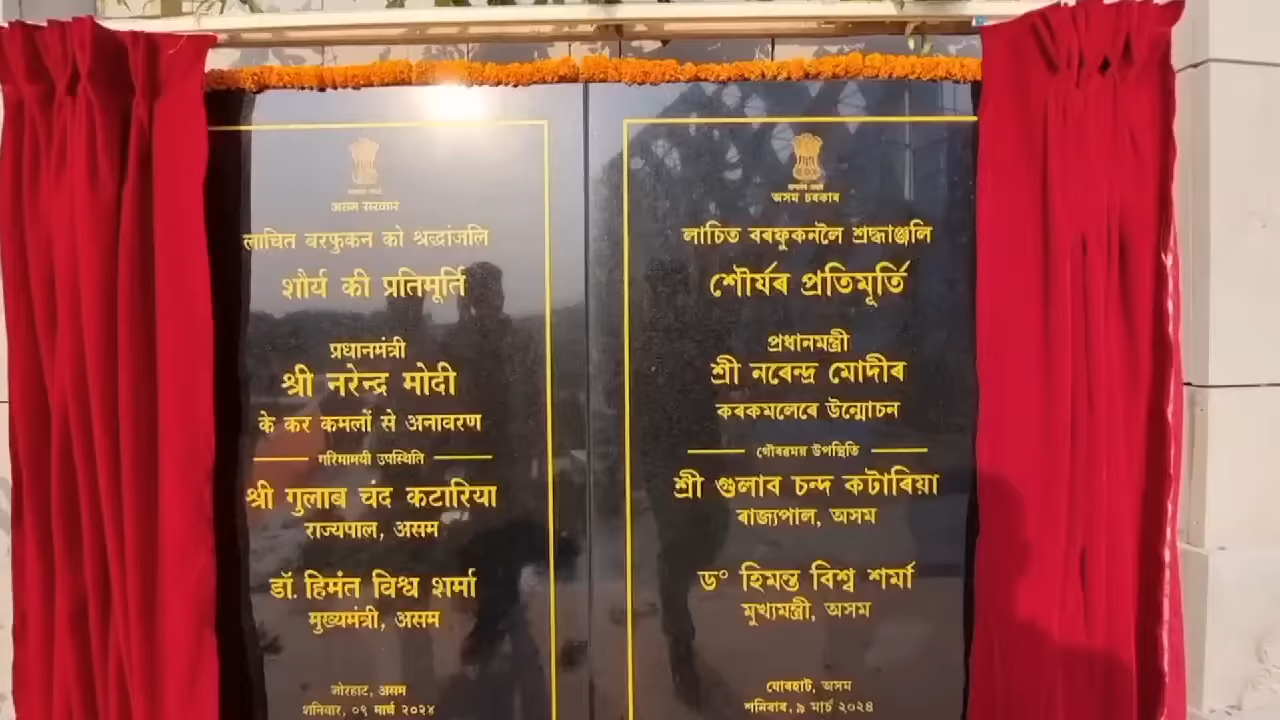 असम सरकार
लाचित बरफुकन को श्रद्धांजलि
शौर्य की प्रतिमूर्ति
प्रधानमंत्री
श्री नरेन्द्र मोदी
के कर कमलों से अनावरण
गरिमामयी उपस्थिति
श्री गुलाब चंद कटारिया
राज्यपाल, असम
डॉ. हिमंत विश्व शर्मा
मुख्यमंत्री, असम
जोरहाट, असम
शनिवार, ०९ मार्च २०२४
অসম চৰকাৰ
লাচিত বৰফুকনলৈ শ্ৰদ্ধাঞ্জলি
শৌৰ্যৰ প্ৰতিমূৰ্তি
প্ৰধানমন্ত্ৰী
শ্ৰী নৰেন্দ্ৰ মোদীৰ
কৰকমলেৰে উন্মোচন
গৌৰৱময় উপস্থিতি
শ্ৰী গুলাব চন্দ কটাৰিয়া
ৰাজ্যপাল, অসম
ড° হিমন্ত বিশ্ব শৰ্মা
মুখ্যমন্ত্ৰী, অসম
যোৰহাট, অসম
শনিবাৰ, ৯ মাৰ্চ ২০২৪